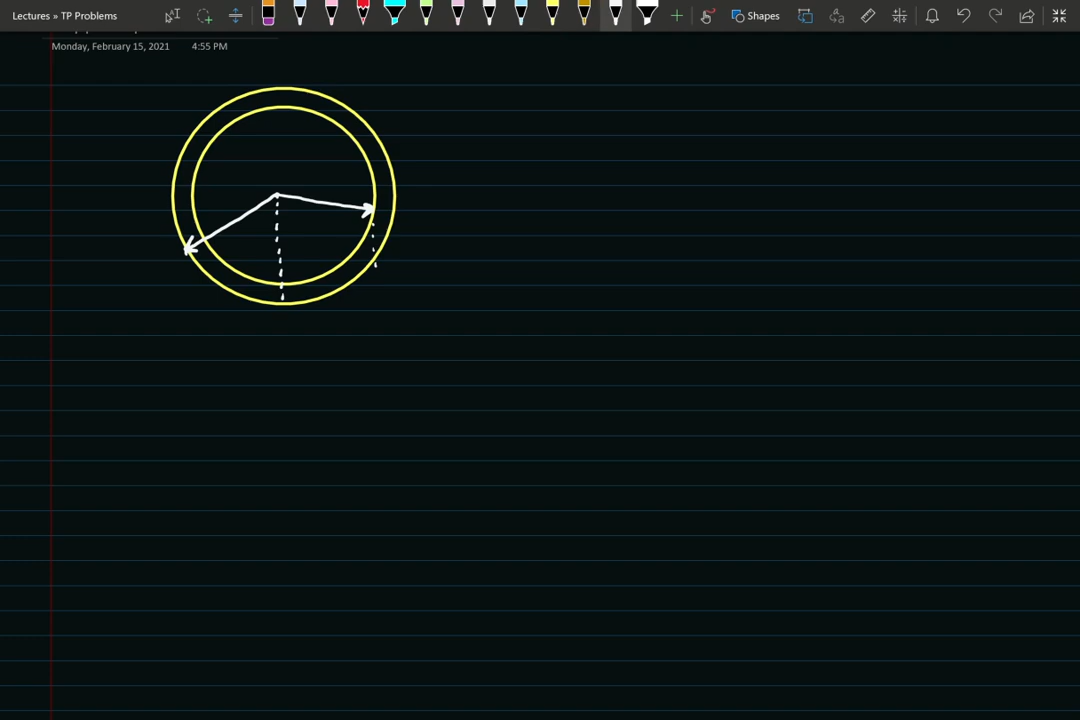 Lectures » TP Problems
Shapes
Monday, February 15, 2021 4:55 PM